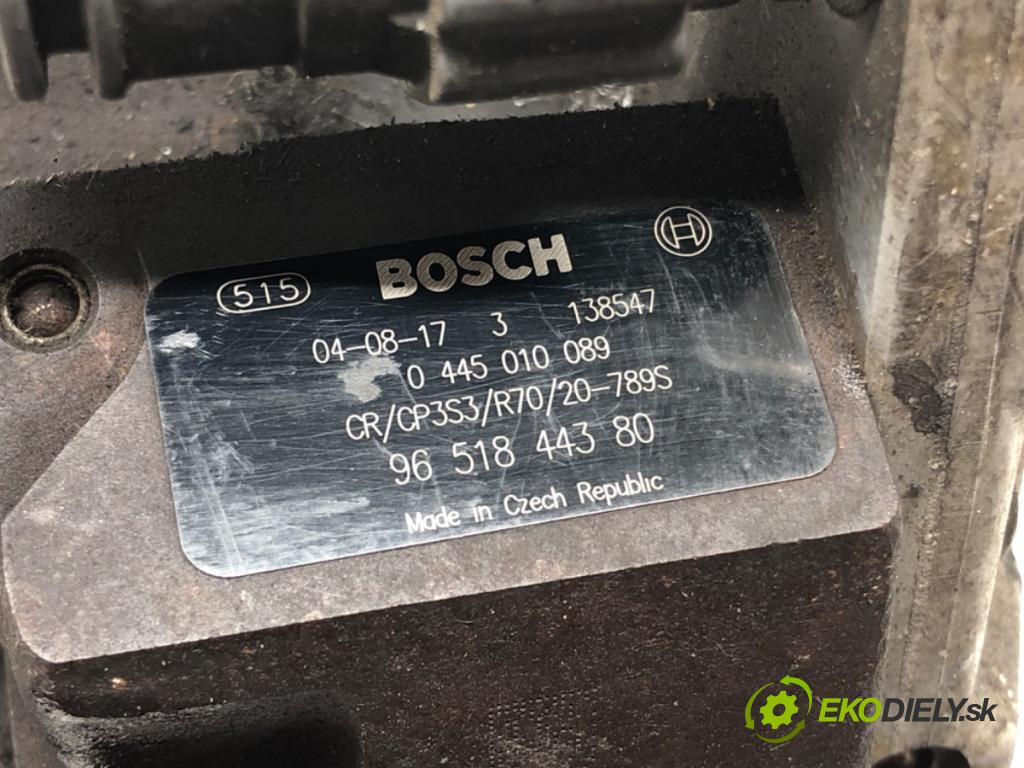 515 BOSCH
04-08-17 3 138547
0 445 010 089
CR/CP3S3/R70/20-789S
96 518 443 80
Made in Czech Republic
EKODIELY.sk